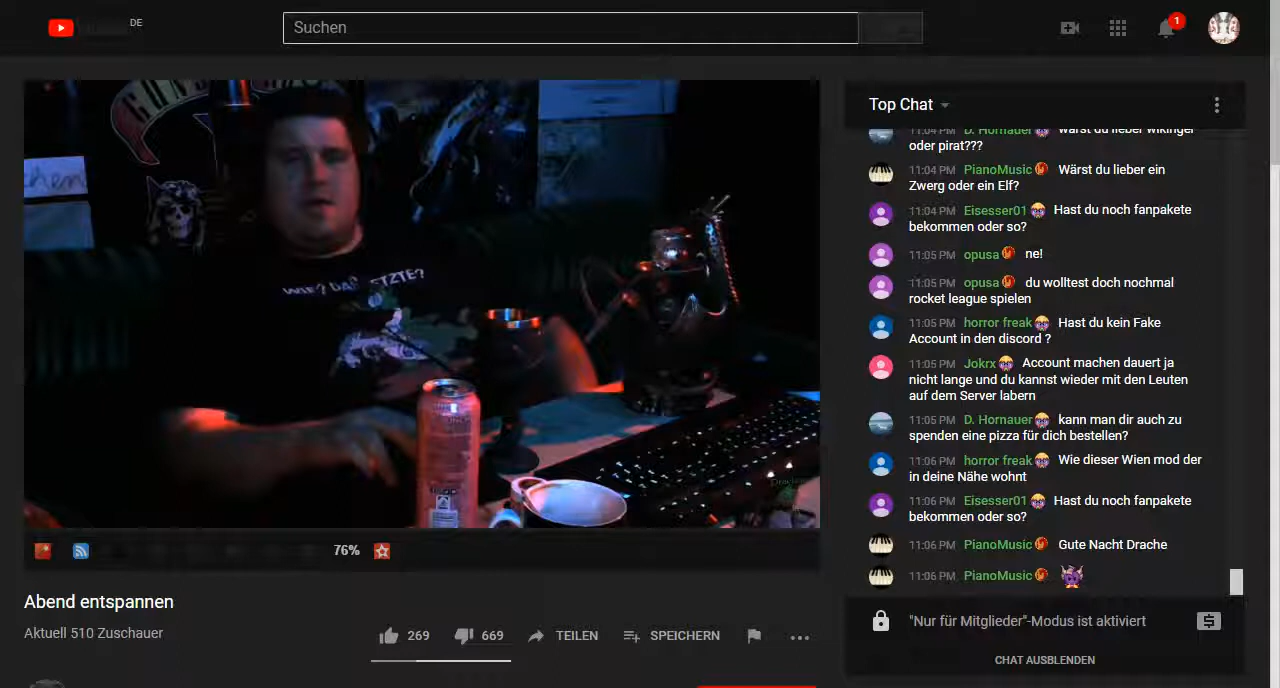 DE
Suchen
1
chen
WIE? DAS LETZTE?
76%
Abend entspannen
Aktuell 510 Zuschauer
269
669
TEILEN
SPEICHERN
Top Chat
11:04 PM D. Hornauer wärst du lieber wikinger
oder pirat???
11:04 PM PianoMusic Wärst du lieber ein
Zwerg oder ein Elf?
11:04 PM Eisesser01 Hast du noch fanpakete
bekommen oder so?
11:05 PM opusa ne!
11:05 PM opusa du wolltest doch nochmal
rocket league spielen
11:05 PM horror freak Hast du kein Fake
Account in den discord ?
11:05 PM Jokrx Account machen dauert ja
nicht lange und du kannst wieder mit den Leuten
auf dem Server labern
11:05 PM D. Hornauer kann man dir auch zu
spenden eine pizza für dich bestellen?
11:06 PM horror freak Wie dieser Wien mod der
in deine Nähe wohnt
11:06 PM Eisesser01 Hast du noch fanpakete
bekommen oder so?
11:06 PM PianoMusic Gute Nacht Drache
11:06 PM PianoMusic
"Nur für Mitglieder"-Modus ist aktiviert
CHAT AUSBLENDEN